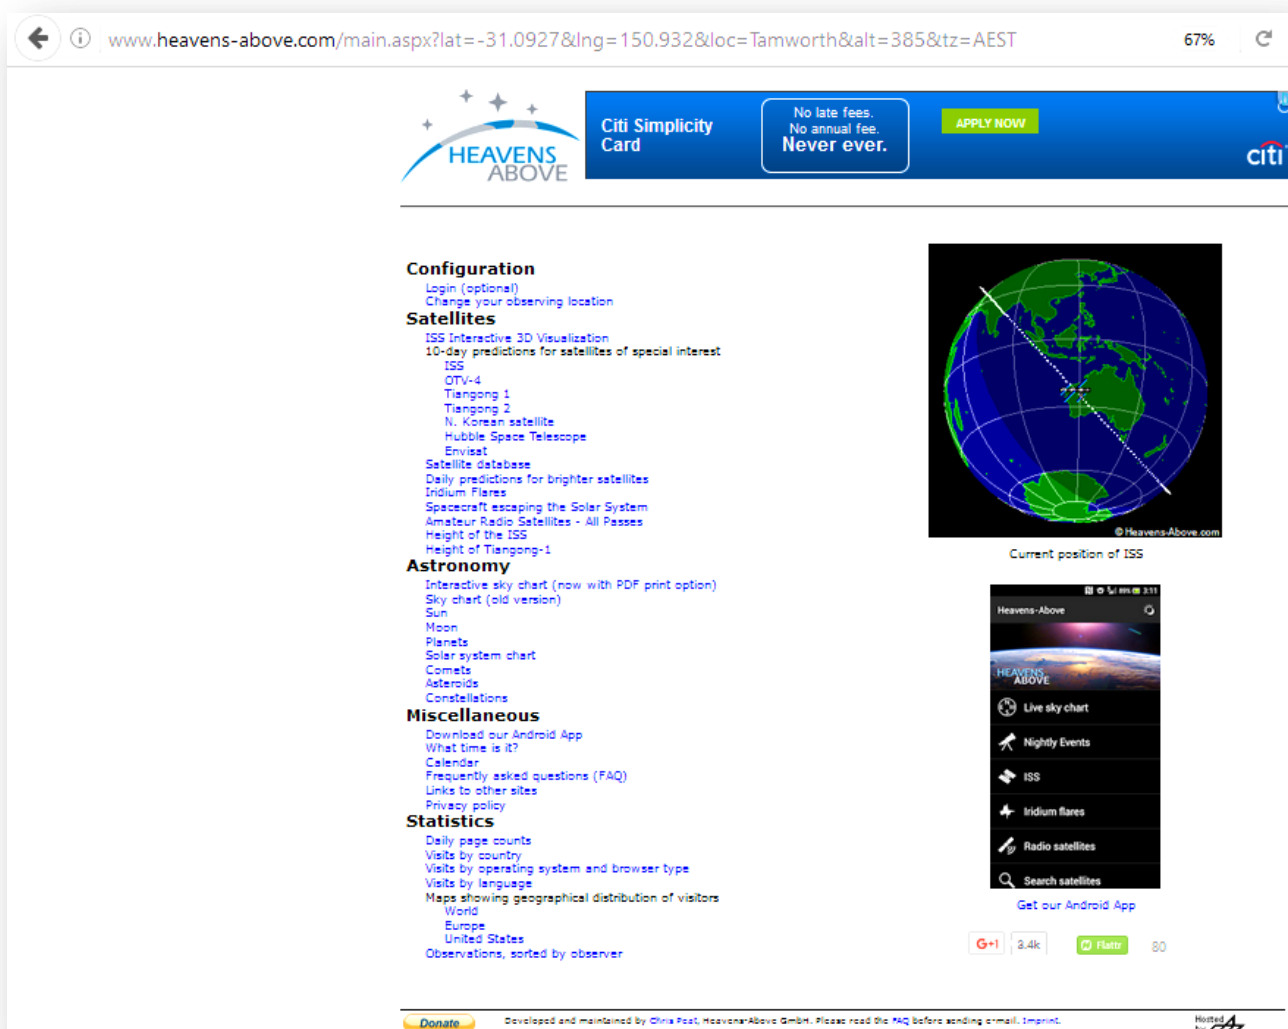 www.heavens-above.com/main.aspx?lat=-31.0927&lng=150.932&loc=Tamworth&alt=385&tz=AEST
67%
HEAVENS
ABOVE
Citi Simplicity
Card
No late fees.
No annual fee.
Never ever.
APPLY NOW
citi
Configuration
Login (optional)
Change your observing location
Satellites
ISS Interactive 3D Visualization
10-day predictions for satellites of special interest
ISS
OTV-4
Tiangong 1
Tiangong 2
N. Korean satellite
Hubble Space Telescope
Envisat
Satellite database
Daily predictions for brighter satellites
Iridium Flares
Spacecraft escaping the Solar System
Amateur Radio Satellites - All Passes
Height of the ISS
Height of Tiangong-1
Astronomy
Interactive sky chart (now with PDF print option)
Sky chart (old version)
Sun
Moon
Planets
Solar system chart
Comets
Asteroids
Constellations
Miscellaneous
Download our Android App
What time is it?
Calendar
Frequently asked questions (FAQ)
Links to other sites
Privacy policy
Statistics
Daily page counts
Visits by country
Visits by operating system and browser type
Visits by language
Maps showing geographical distribution of visitors
World
Europe
United States
Observations, sorted by observer
© Heavens-Above.com
Current position of ISS
89% 3:11
Heavens-Above
HEAVENS
ABOVE
Live sky chart
Nightly Events
ISS
Iridium flares
Radio satellites
Search satellites
Get our Android App
G+1 3.4k Flattr 80
Donate
Developed and maintained by Chris Peat, Heavens-Above GmbH. Please read the FAQ before sending e-mail. Imprint.
Hosted
by